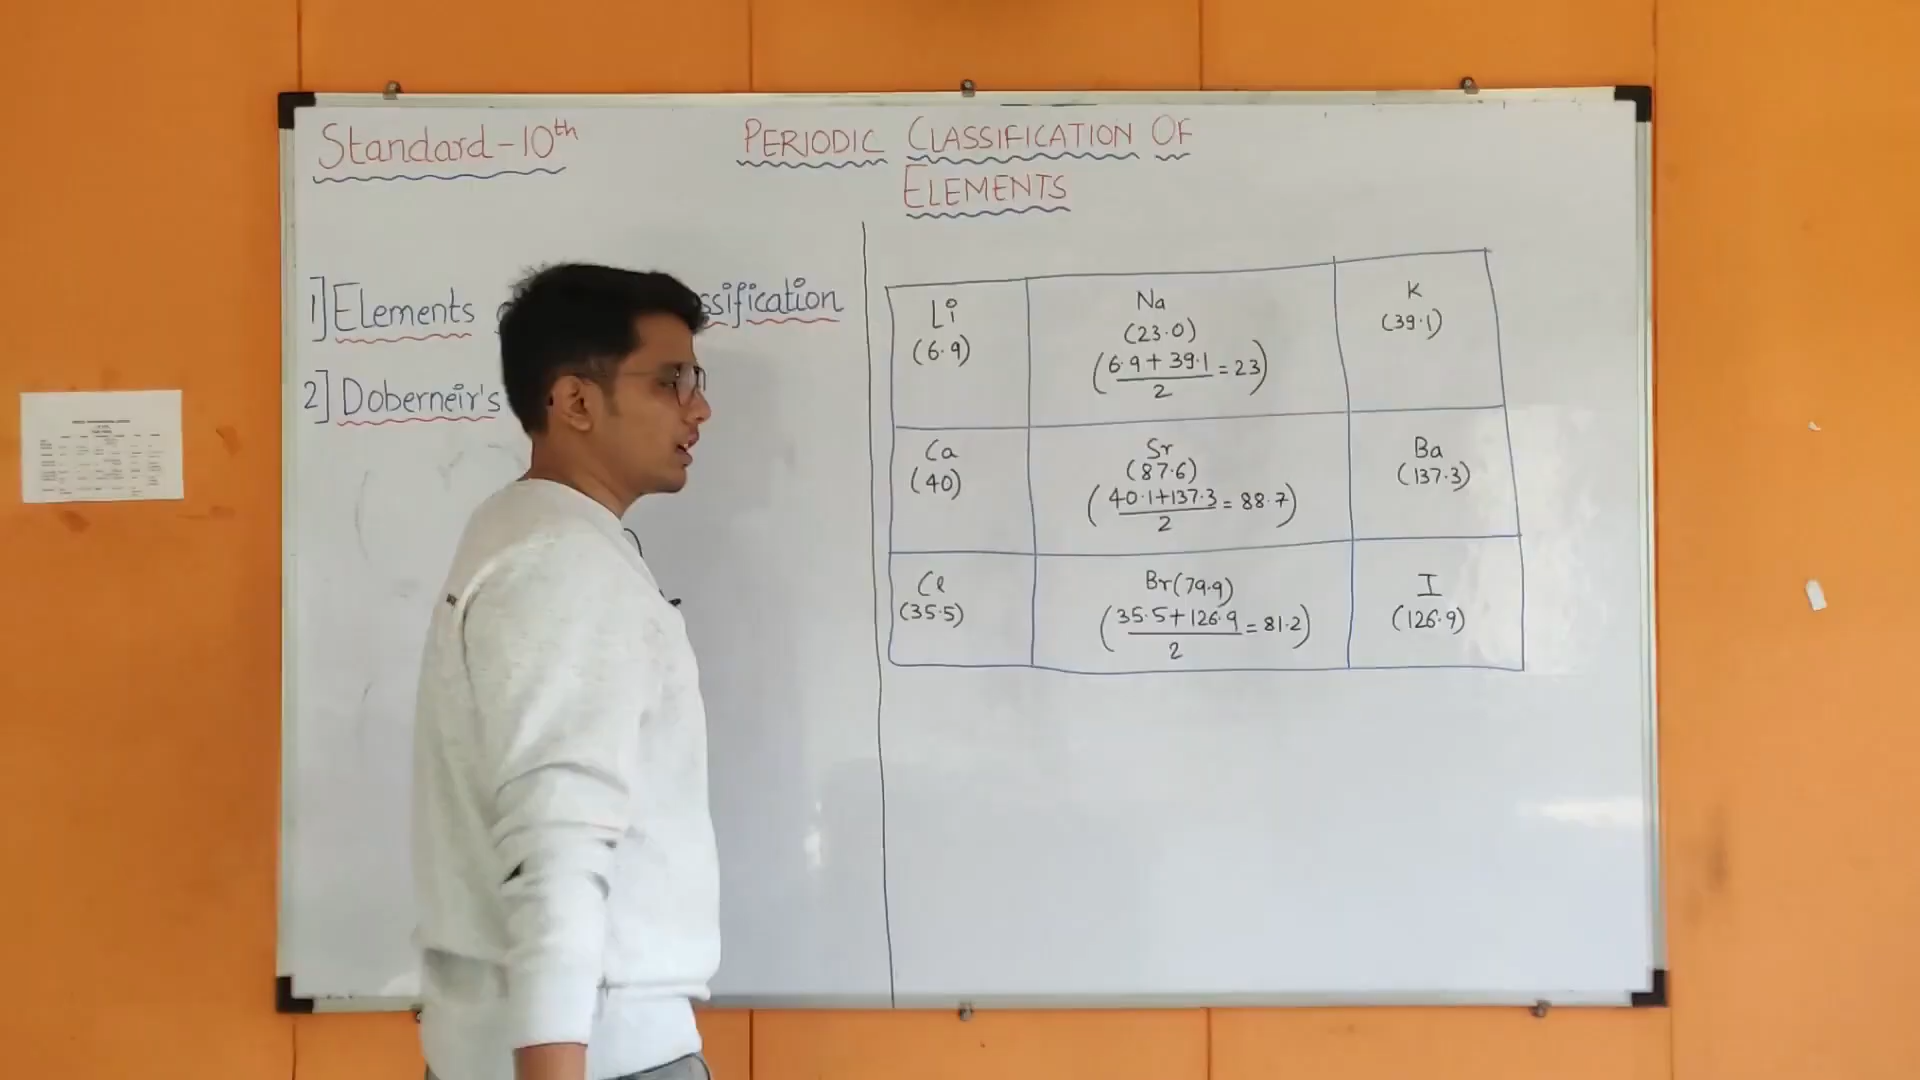 Standard-10th
PERIODIC CLASSIFICATION OF
ELEMENTS
1] Elements
2] Doberneir's
Li
(6.9)
Na
(23.0)
(6.9+39.1/2 = 23)
K
(39.1)
Ca
(40)
Sr
(87.6)
(40.1+137.3/2 = 88.7)
Ba
(137.3)
Cl
(35.5)
Br(79.9)
(35.5+126.9/2 = 81.2)
I
(126.9)